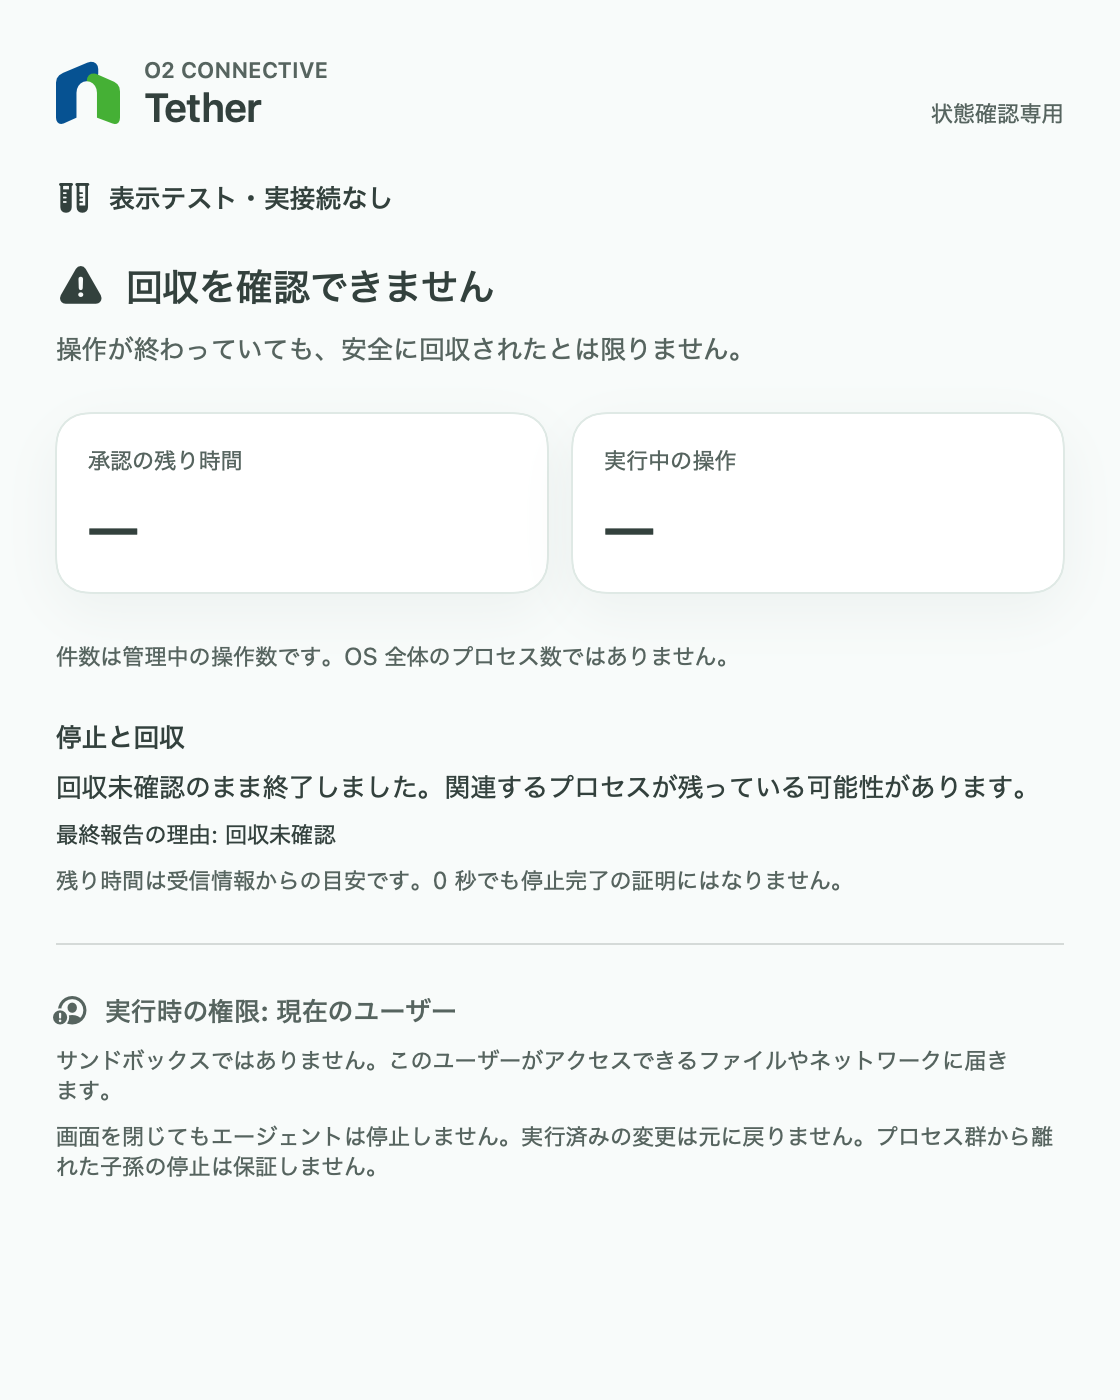 O2 CONNECTIVE
Tether
状態確認専用
表示テスト・実接続なし
回収を確認できません
操作が終わっていても、安全に回収されたとは限りません。
承認の残り時間
—
実行中の操作
—
件数は管理中の操作数です。OS 全体のプロセス数ではありません。
停止と回収
回収未確認のまま終了しました。関連するプロセスが残っている可能性があります。
最終報告の理由: 回収未確認
残り時間は受信情報からの目安です。0 秒でも停止完了の証明にはなりません。
実行時の権限: 現在のユーザー
サンドボックスではありません。このユーザーがアクセスできるファイルやネットワークに届き
ます。
画面を閉じてもエージェントは停止しません。実行済みの変更は元に戻りません。プロセス群から離
れた子孫の停止は保証しません。